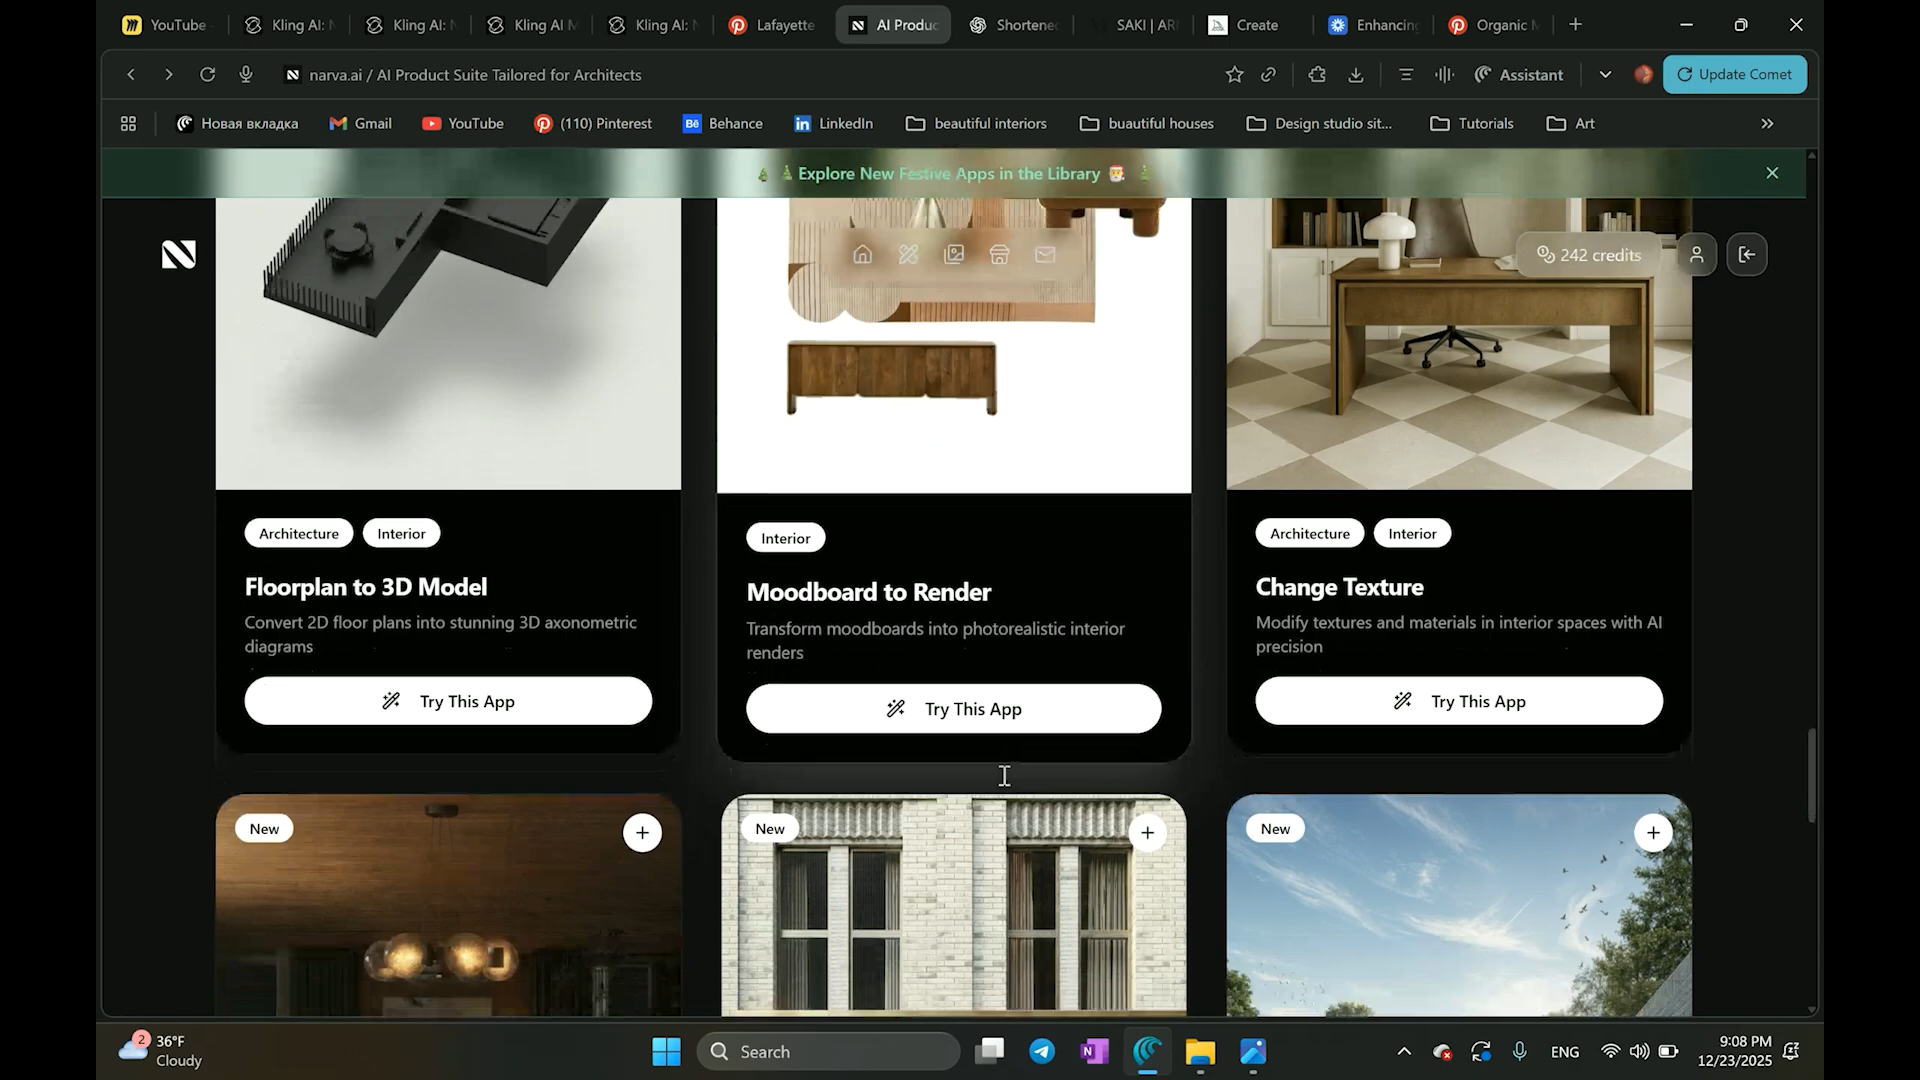 YouTube
Kling AI: N
Kling AI: N
Kling AI M
Kling AI: N
Lafayette
AI Produc
Shortened
SAKI | ARI
Create
Enhancing
Organic M
narva.ai / AI Product Suite Tailored for Architects
Assistant
Update Comet
Новая вкладка
Gmail
YouTube
(110) Pinterest
Bē
Behance
LinkedIn
beautiful interiors
buautiful houses
Design studio sit...
Tutorials
Art
Explore New Festive Apps in the Library
242 credits
Architecture
Interior
Floorplan to 3D Model
Convert 2D floor plans into stunning 3D axonometric
diagrams
Try This App
Interior
Moodboard to Render
Transform moodboards into photorealistic interior
renders
Try This App
Architecture
Interior
Change Texture
Modify textures and materials in interior spaces with AI
precision
Try This App
New
New
New
2
36°F
Cloudy
Search
ENG
9:08 PM
12/23/2025